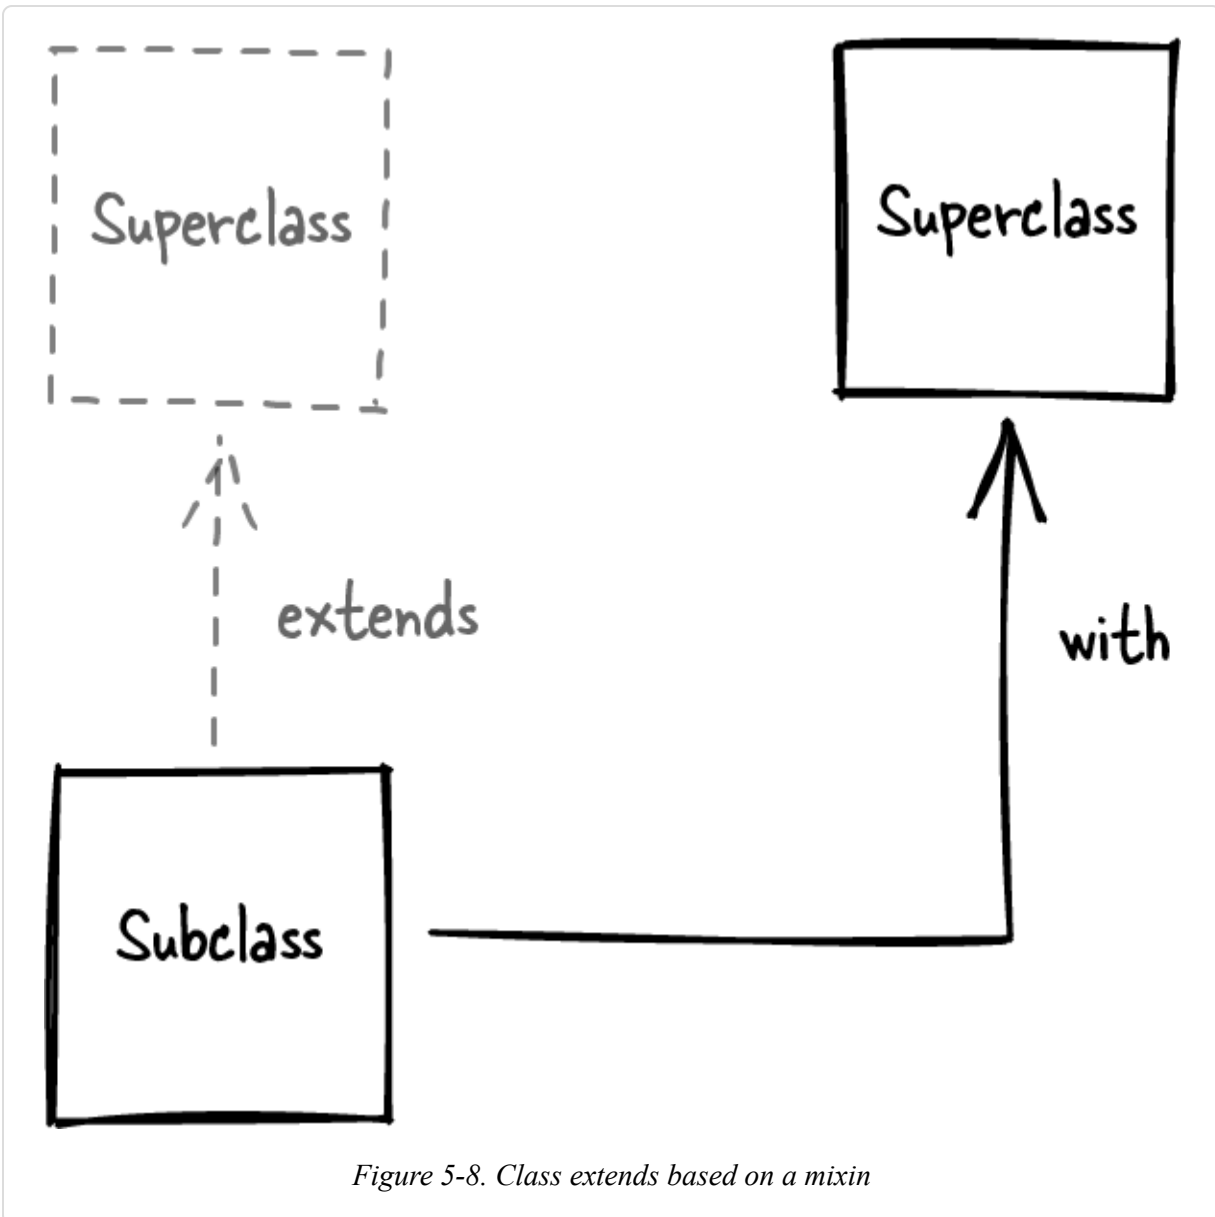 Superclass
Superclass
extends
with
Subclass
Figure 5-8. Class extends based on a mixin